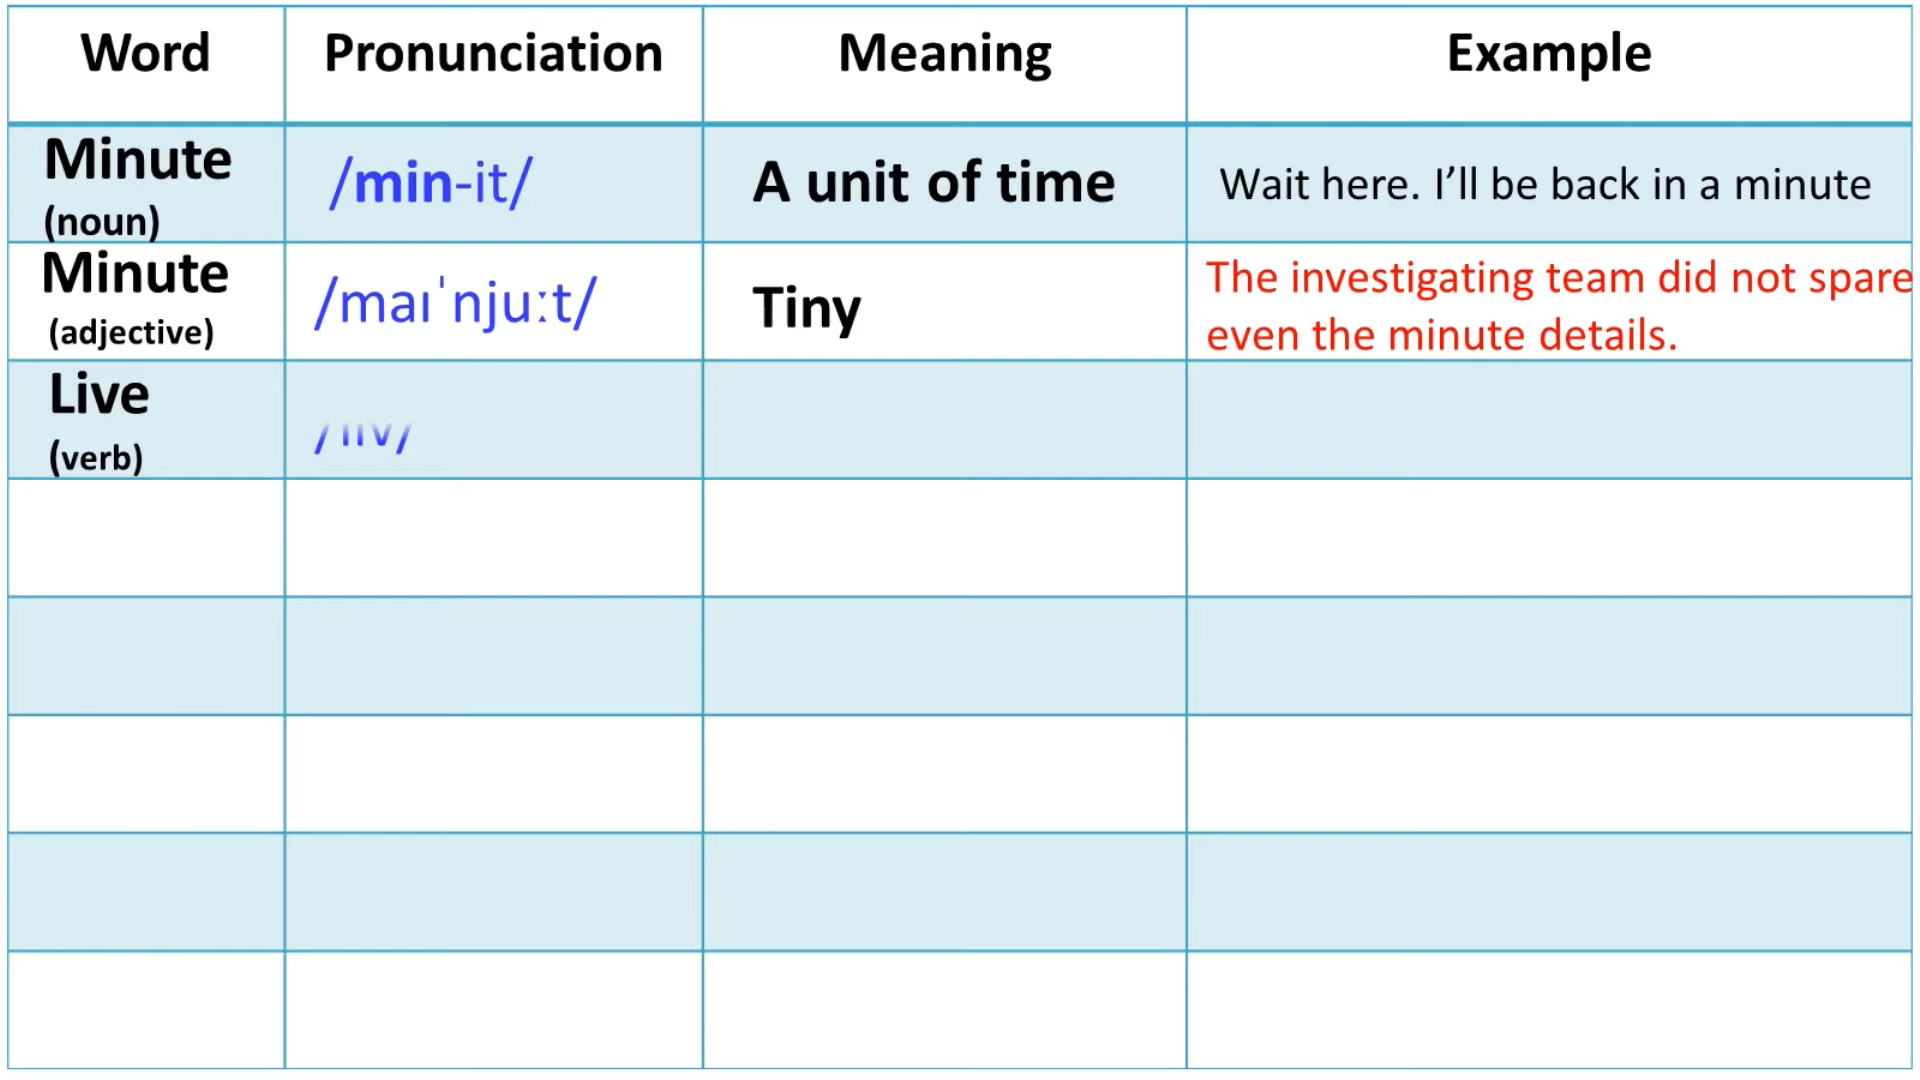 Word Pronunciation Meaning Example
Minute
(noun)
/min-it/
A unit of time
Wait here. I’ll be back in a minute
Minute
(adjective)
/maɪˈnjuːt/
Tiny
The investigating team did not spare
even the minute details.
Live
(verb)